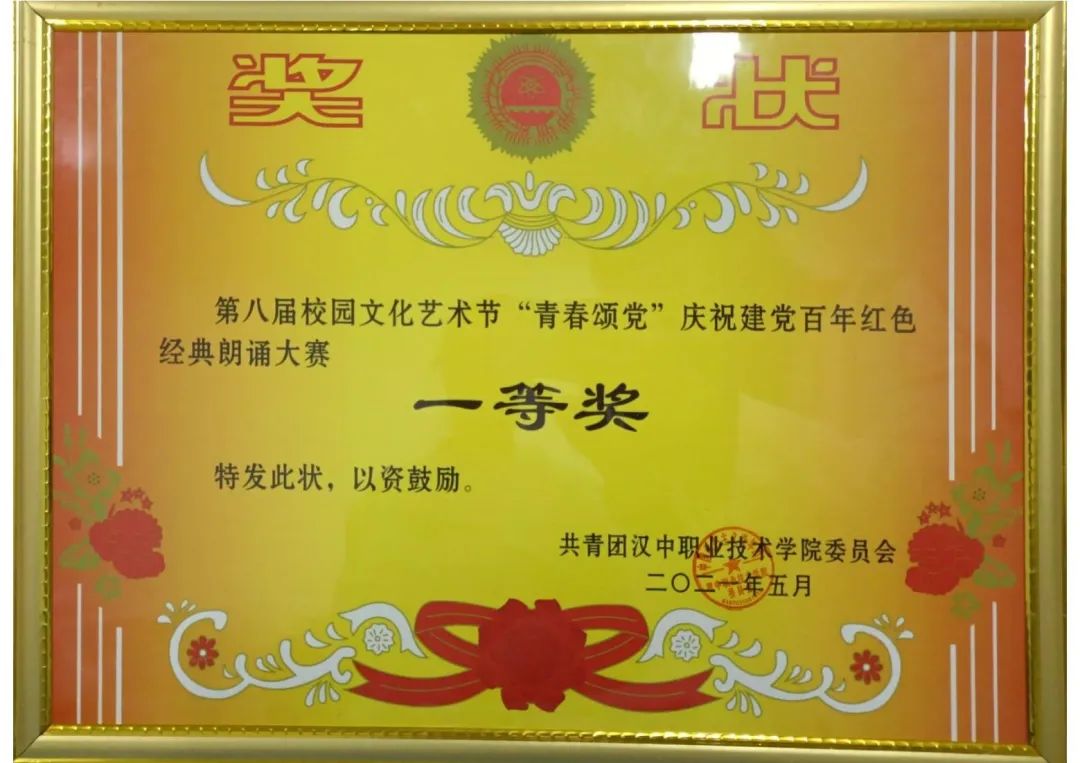 奖状
第八届校园文化艺术节“青春颂党”庆祝建党百年红色
经典朗诵大赛
一等奖
特发此状，以资鼓励。
共青团汉中职业技术学院委员会
二〇二一年五月